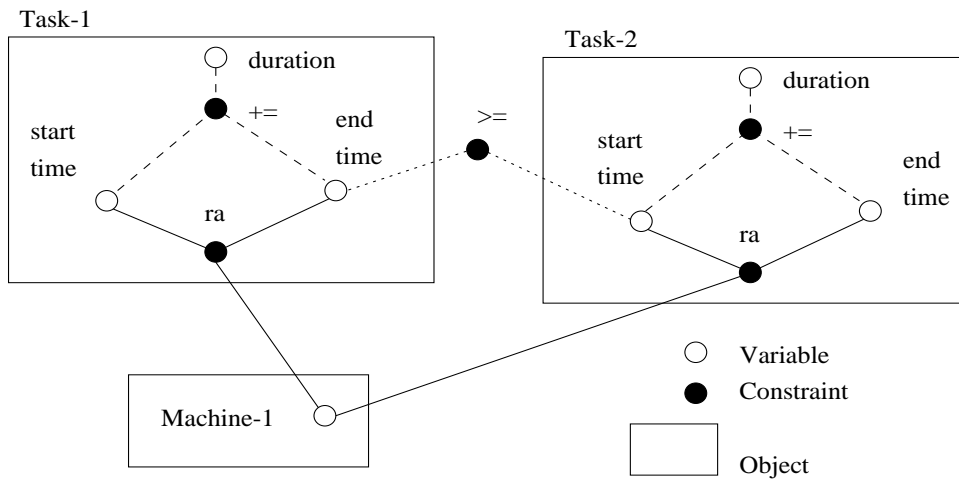 Task-1
duration
+=
start
time
end
time
ra
>=
Task-2
duration
+=
start
time
end
time
ra
Machine-1
Variable
Constraint
Object